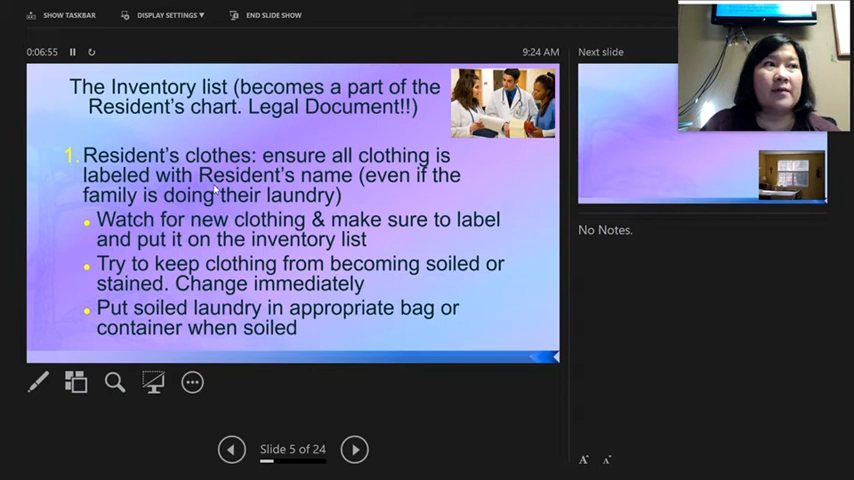 SHOW TASKBAR
DISPLAY SETTINGS ▼
END SLIDE SHOW
0:06:55
9:24 AM
The Inventory list (becomes a part of the
Resident's chart. Legal Document!!)
1. Resident's clothes: ensure all clothing is
labeled with Resident's name (even if the
family is doing their laundry)
• Watch for new clothing & make sure to label
and put it on the inventory list
• Try to keep clothing from becoming soiled or
stained. Change immediately
• Put soiled laundry in appropriate bag or
container when soiled
Slide 5 of 24
Next slide
No Notes.
A A